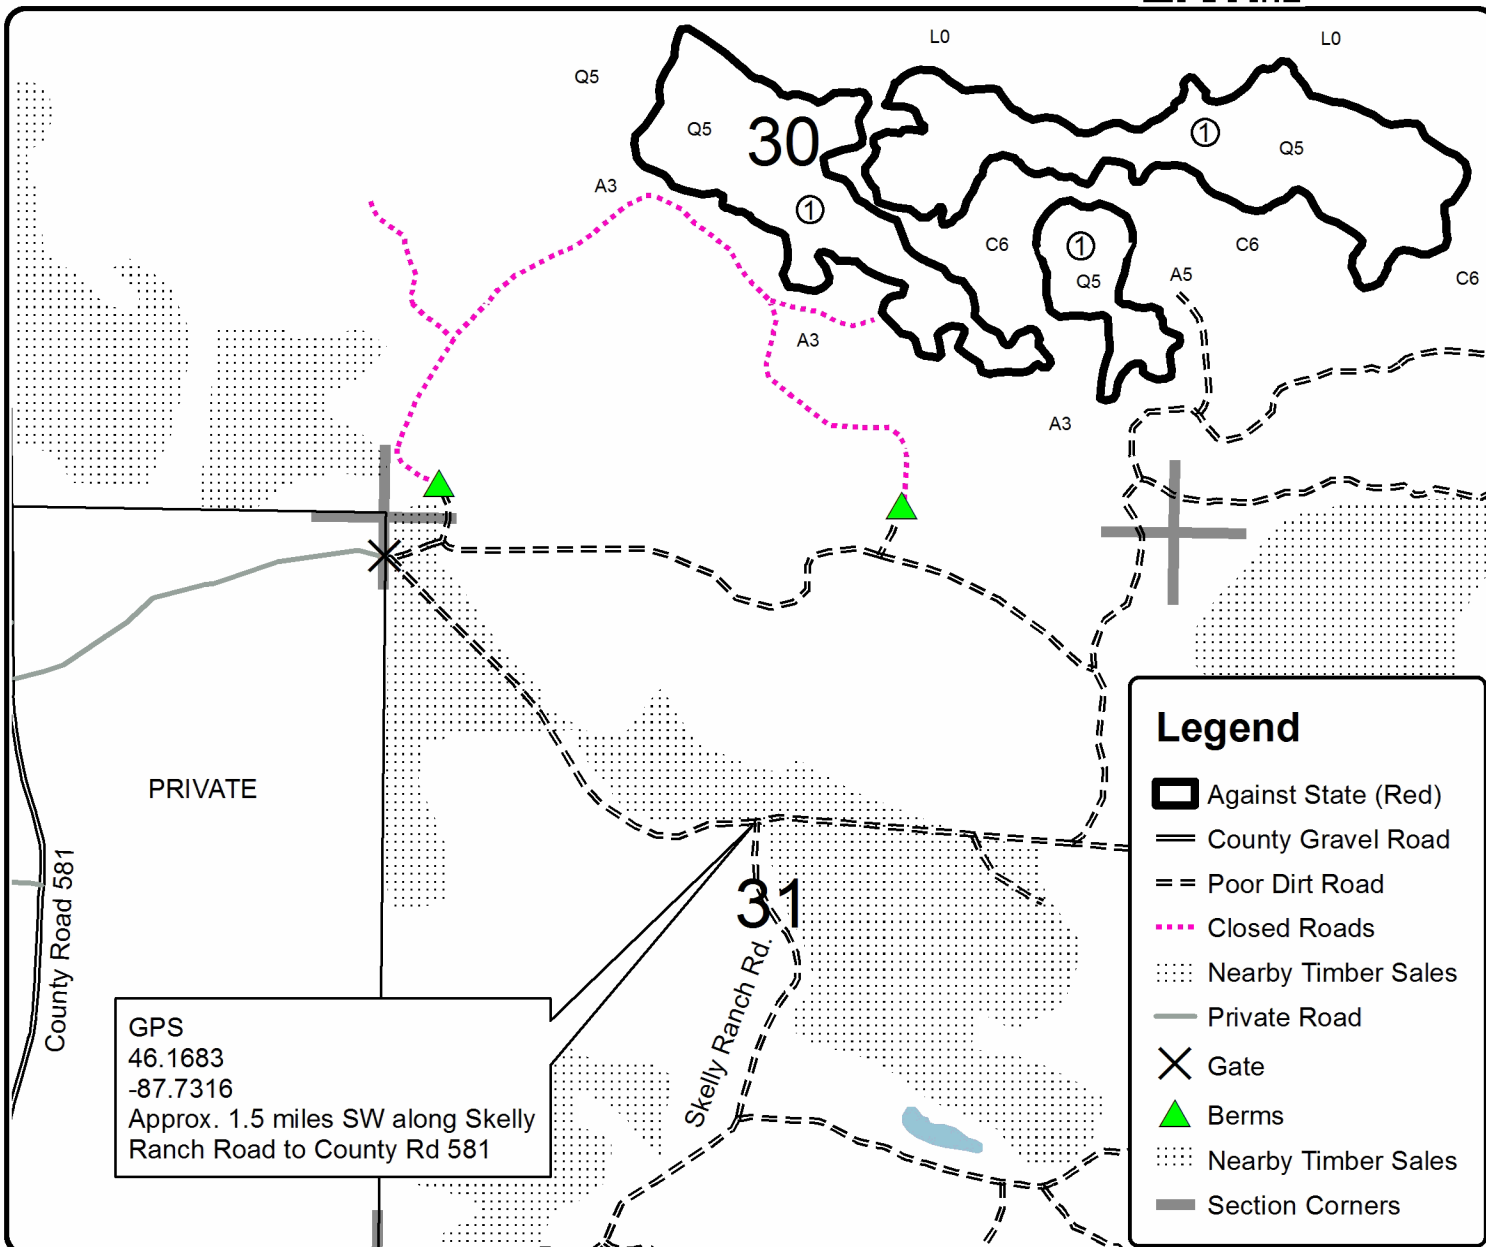 L0
L0
Q5
Q5
30
1
Q5
A3
1
C6
1
C6
Q5
A5
C6
A3
A3
PRIVATE
County Road 581
31
Skelly Ranch Rd.
GPS
46.1683
-87.7316
Approx. 1.5 miles SW along Skelly
Ranch Road to County Rd 581
Legend
Against State (Red)
County Gravel Road
Poor Dirt Road
Closed Roads
Nearby Timber Sales
Private Road
Gate
Berms
Nearby Timber Sales
Section Corners